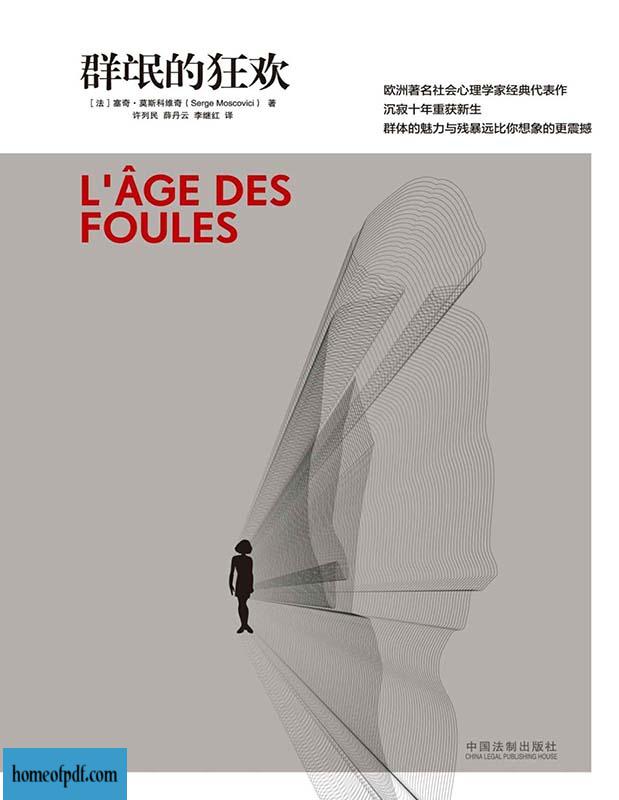 群氓的狂欢
[法]塞奇·莫斯科维奇(Serge Moscovici) 著
许列民 薛丹云 李继红 译
欧洲著名社会心理学家经典代表作
沉寂十年重获新生
群体的魅力与残暴远比你想象的更震撼
L'ÂGE DES
FOULES
中国法制出版社
CHINA LEGAL PUBLISHING HOUSE
homeofpdf.com